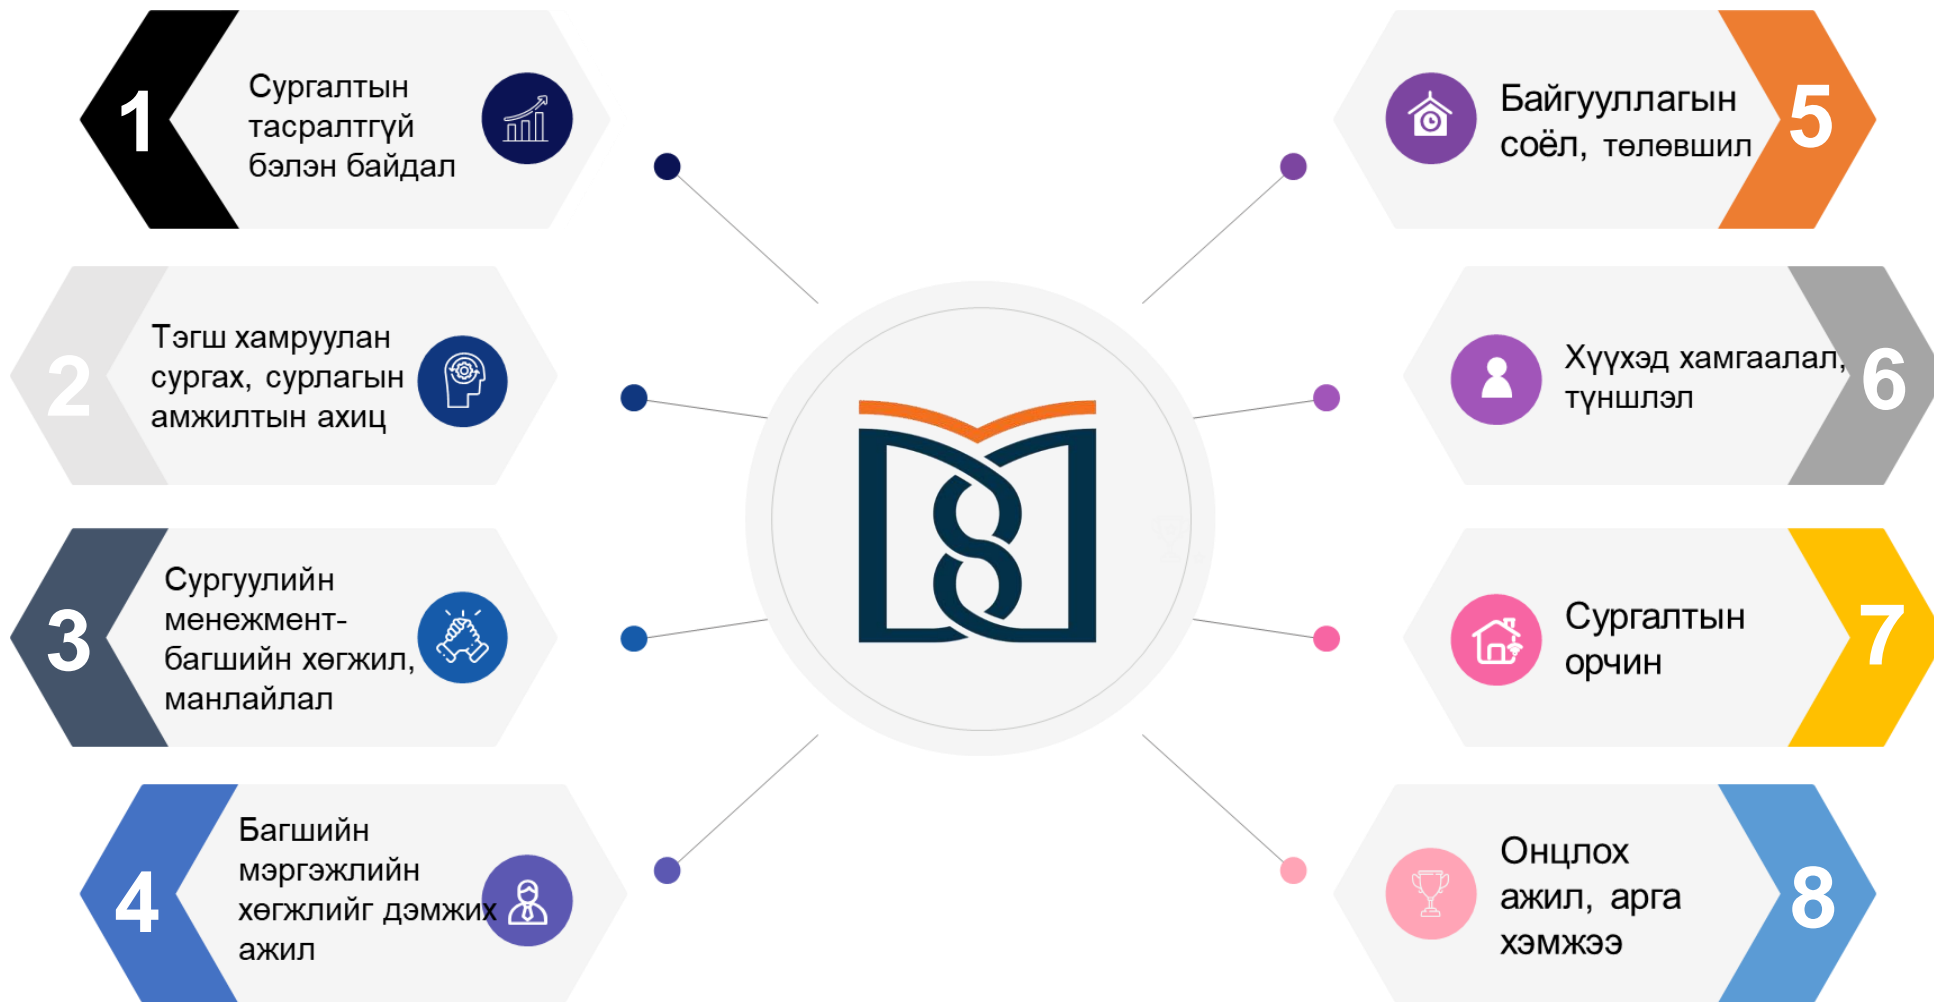 1
Сургалтын
тасралтгүй
бэлэн байдал
2
Тэгш хамруулан
сургах, сурлагын
амжилтын ахиц
3
Сургуулийн
менежмент-
багшийн хөгжил,
манлайлал
4
Багшийн
мэргэжлийн
хөгжлийг дэмжих
ажил
5
Байгууллагын
соёл, төлөвшил
6
Хүүхэд хамгаалал,
түншлэл
7
Сургалтын
орчин
8
Онцлох
ажил, арга
хэмжээ